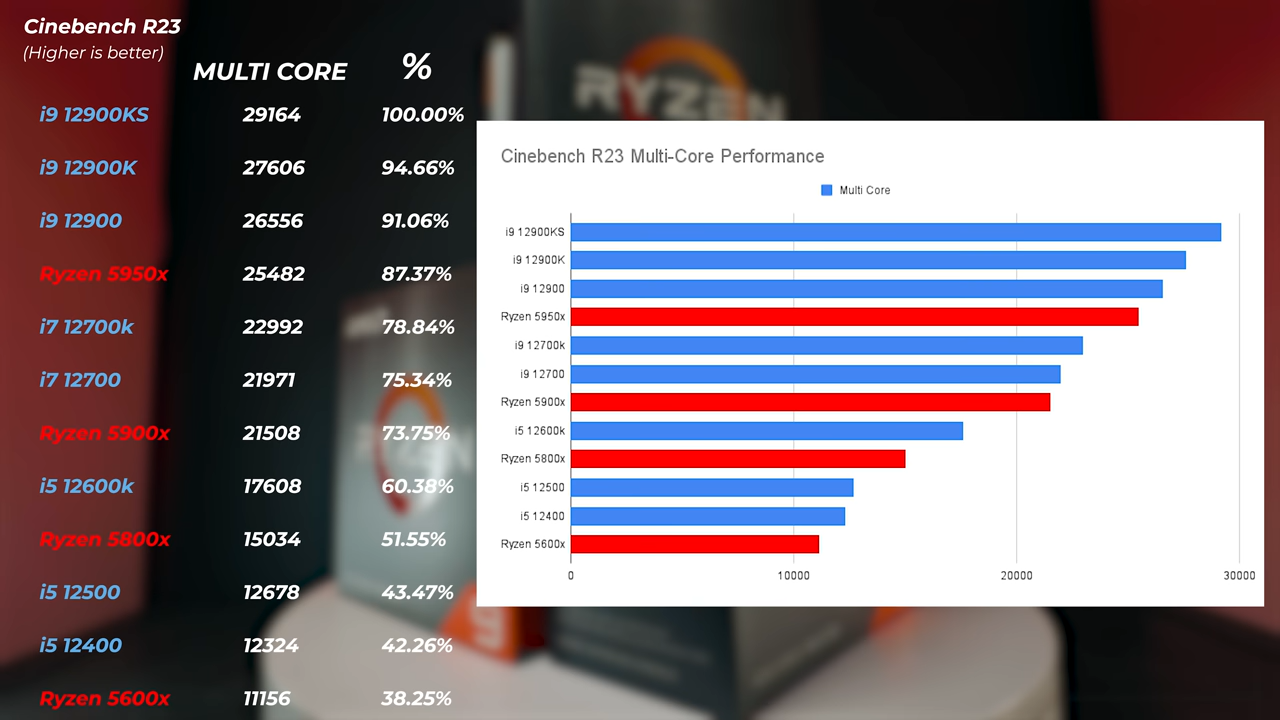 Cinebench R23
(Higher is better)
MULTI CORE %
i9 12900KS 29164 100.00%
i9 12900K 27606 94.66%
i9 12900 26556 91.06%
Ryzen 5950x 25482 87.37%
i7 12700k 22992 78.84%
i7 12700 21971 75.34%
Ryzen 5900x 21508 73.75%
i5 12600k 17608 60.38%
Ryzen 5800x 15034 51.55%
i5 12500 12678 43.47%
i5 12400 12324 42.26%
Ryzen 5600x 11156 38.25%
RYZEN
Cinebench R23 Multi-Core Performance
Multi Core
i9 12900KS
i9 12900K
i9 12900
Ryzen 5950x
i9 12700k
i9 12700
Ryzen 5900x
i5 12600k
Ryzen 5800x
i5 12500
i5 12400
Ryzen 5600x
0 10000 20000 30000
RYZEN
9